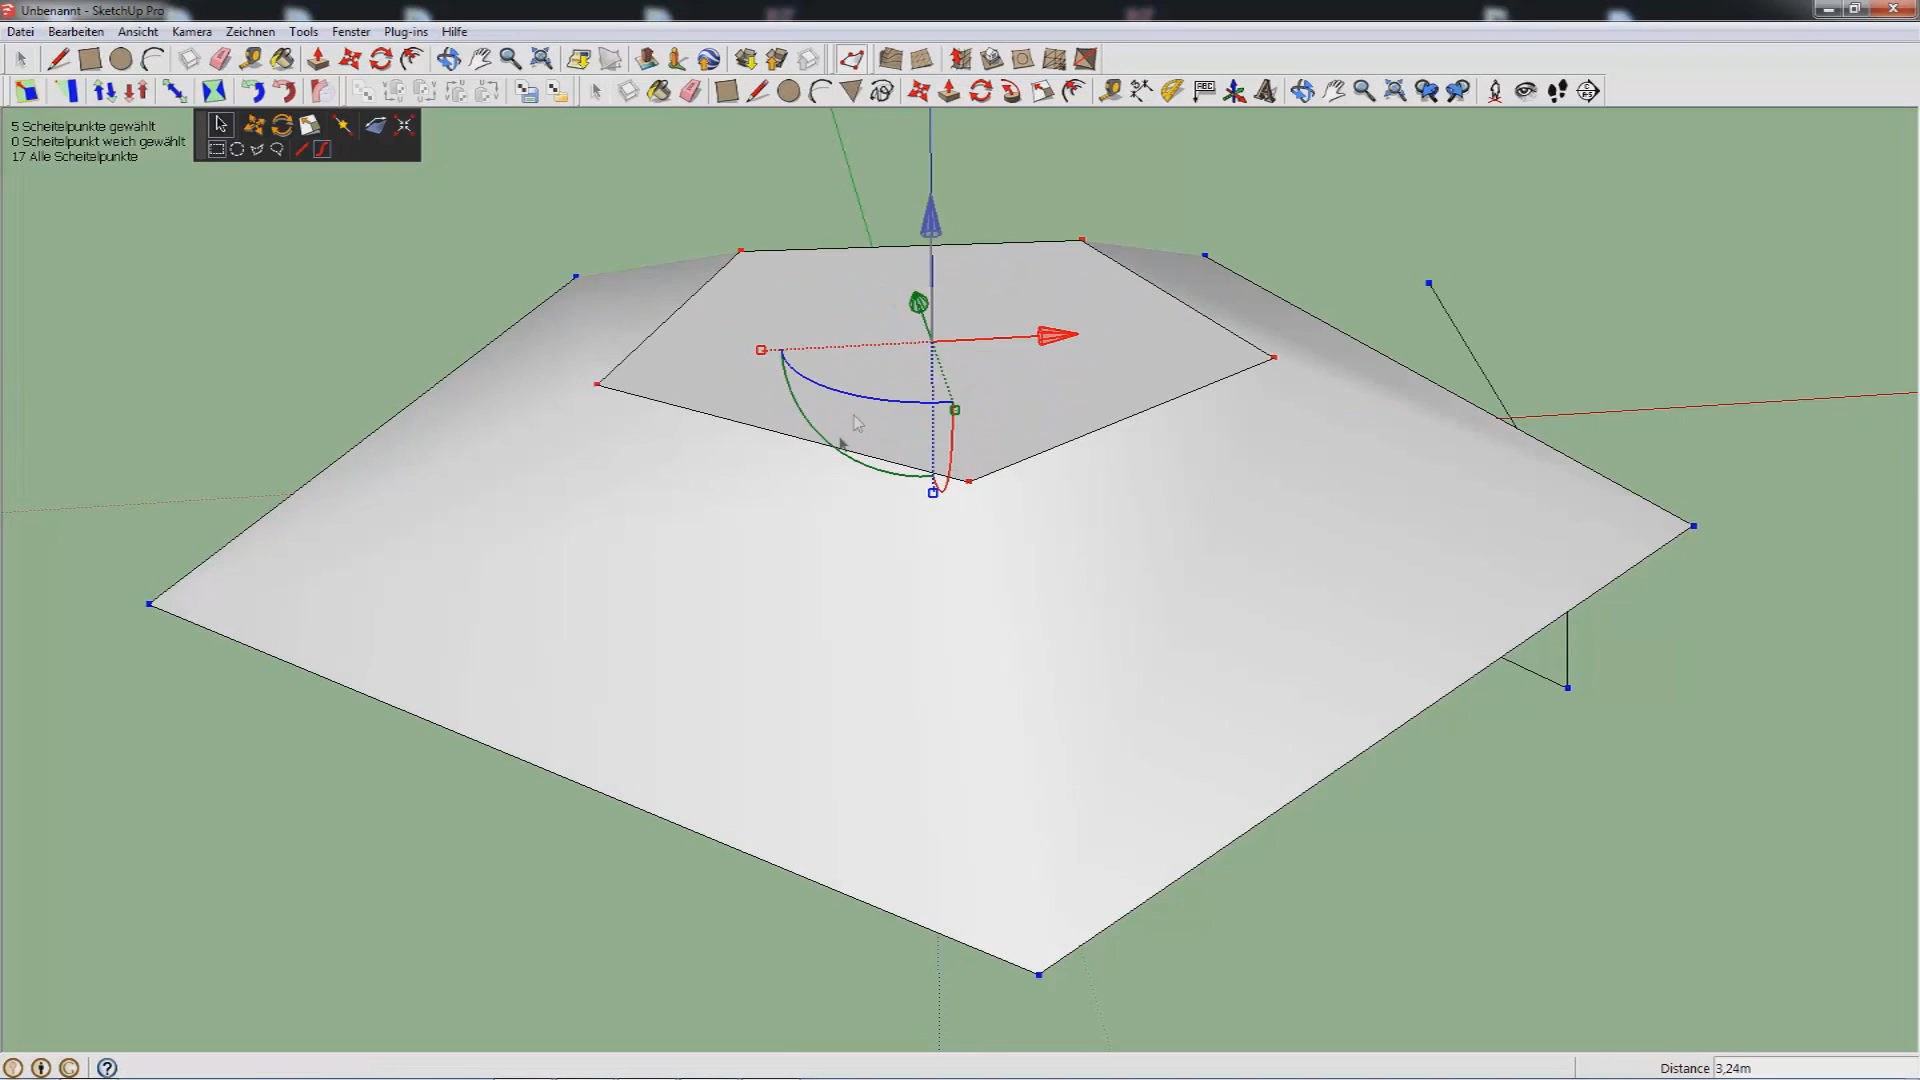 Unbenannt - SketchUp Pro
Datei Bearbeiten Ansicht Kamera Zeichnen Tools Fenster Plug-ins Hilfe
ABC
5 Scheitelpunkte gewählt
0 Scheitelpunkt weich gewählt
17 Alle Scheitelpunkte
Distance 3,24m